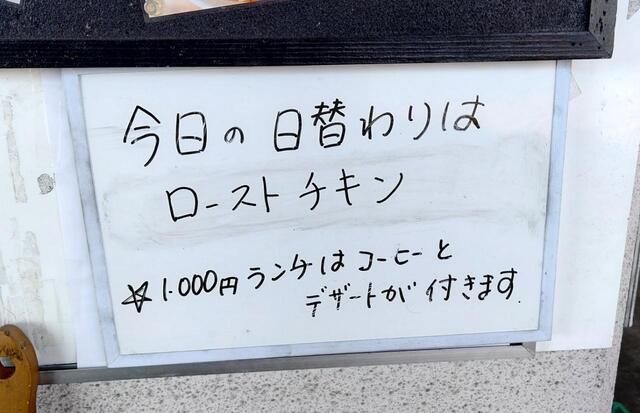 今日の日替わりは
ローストチキン
☆1.000円ランチはコーヒーと
デザートが付きます.